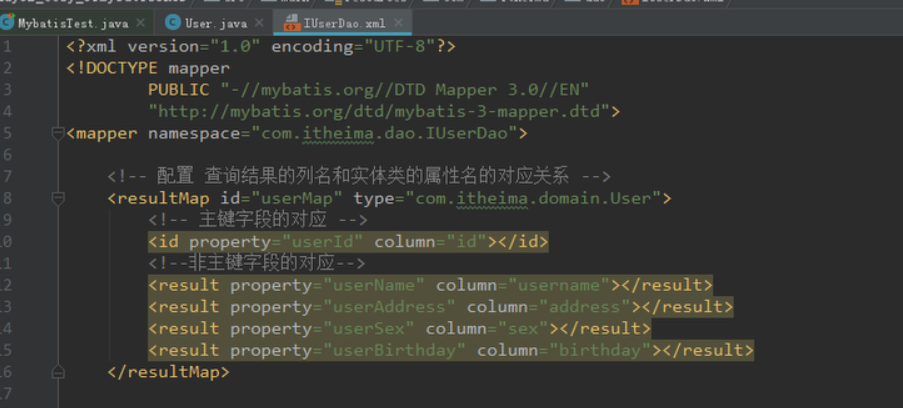 MybatisTest.java × User.java × IUserDao.xml ×
1 <?xml version="1.0" encoding="UTF-8"?>
2 <!DOCTYPE mapper
3 PUBLIC "-//mybatis.org//DTD Mapper 3.0//EN"
4 "http://mybatis.org/dtd/mybatis-3-mapper.dtd">
5 <mapper namespace="com.itheima.dao.IUserDao">
6
7 <!-- 配置 查询结果的列名和实体类的属性名的对应关系 -->
8 <resultMap id="userMap" type="com.itheima.domain.User">
9 <!-- 主键字段的对应 -->
10 <id property="userId" column="id"></id>
11 <!--非主键字段的对应-->
12 <result property="userName" column="username"></result>
13 <result property="userAddress" column="address"></result>
14 <result property="userSex" column="sex"></result>
15 <result property="userBirthday" column="birthday"></result>
16 </resultMap>
17